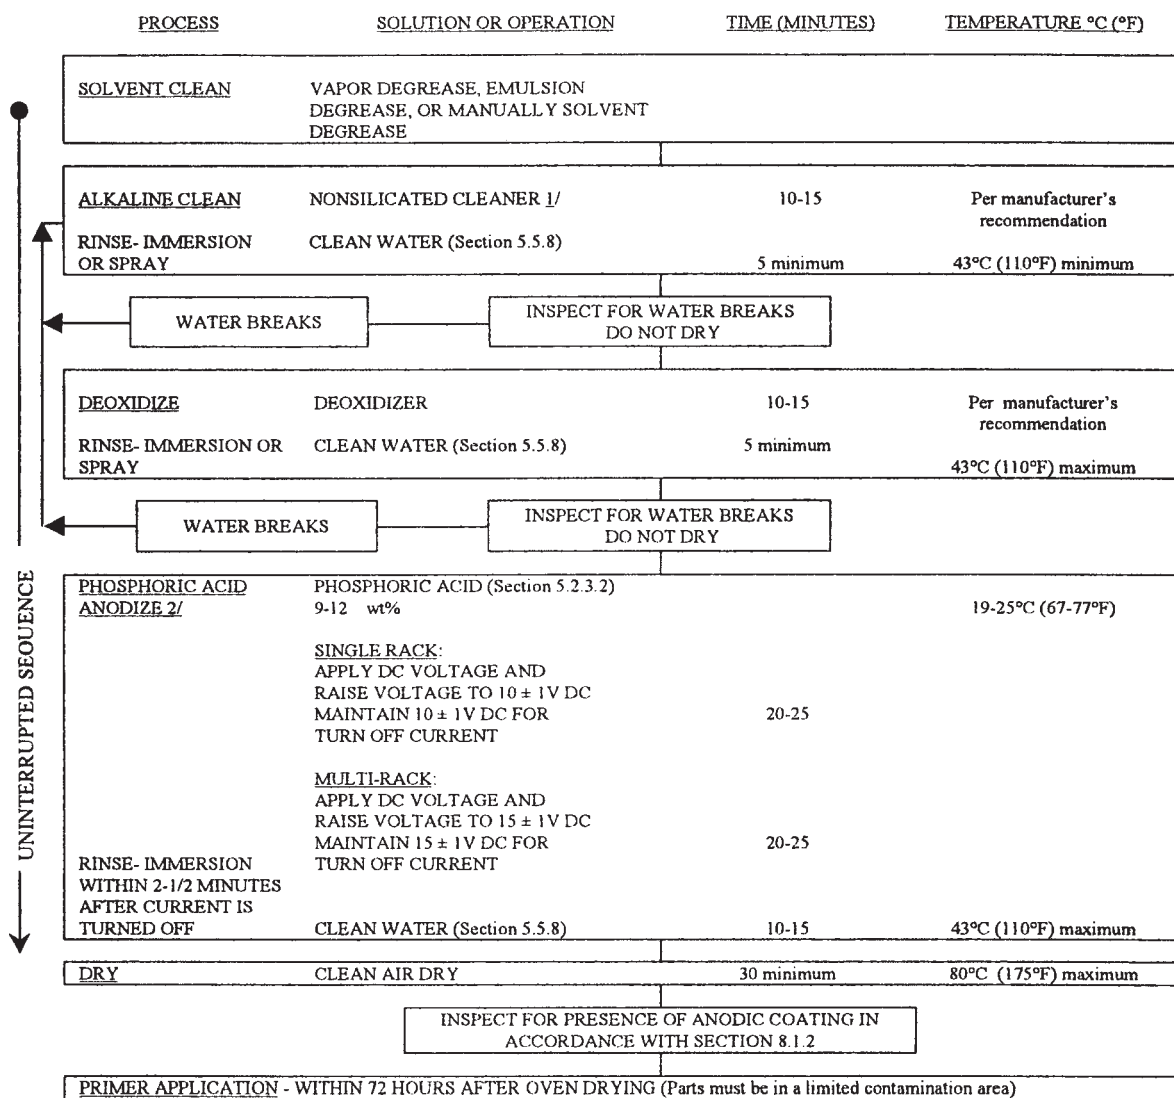 PROCESS SOLUTION OR OPERATION TIME (MINUTES) TEMPERATURE °C (°F)
SOLVENT CLEAN VAPOR DEGREASE, EMULSION
DEGREASE, OR MANUALLY SOLVENT
DEGREASE
ALKALINE CLEAN NONSILICATED CLEANER 1/ 10-15 Per manufacturer's
recommendation
RINSE- IMMERSION CLEAN WATER (Section 5.5.8)
OR SPRAY 5 minimum 43°C (110°F) minimum
WATER BREAKS
INSPECT FOR WATER BREAKS
DO NOT DRY
DEOXIDIZE DEOXIDIZER 10-15 Per manufacturer's
recommendation
RINSE- IMMERSION OR CLEAN WATER (Section 5.5.8) 5 minimum
SPRAY 43°C (110°F) maximum
WATER BREAKS
INSPECT FOR WATER BREAKS
DO NOT DRY
UNINTERRUPTED SEQUENCE
PHOSPHORIC ACID PHOSPHORIC ACID (Section 5.2.3.2)
ANODIZE 2/ 9-12 wt% 19-25°C (67-77°F)
SINGLE RACK:
APPLY DC VOLTAGE AND
RAISE VOLTAGE TO 10 ± 1V DC
MAINTAIN 10 ± 1V DC FOR 20-25
TURN OFF CURRENT
MULTI-RACK:
APPLY DC VOLTAGE AND
RAISE VOLTAGE TO 15 ± 1V DC
MAINTAIN 15 ± 1V DC FOR 20-25
RINSE- IMMERSION TURN OFF CURRENT
WITHIN 2-1/2 MINUTES
AFTER CURRENT IS
TURNED OFF CLEAN WATER (Section 5.5.8) 10-15 43°C (110°F) maximum
DRY CLEAN AIR DRY 30 minimum 80°C (175°F) maximum
INSPECT FOR PRESENCE OF ANODIC COATING IN
ACCORDANCE WITH SECTION 8.1.2
PRIMER APPLICATION - WITHIN 72 HOURS AFTER OVEN DRYING (Parts must be in a limited contamination area)